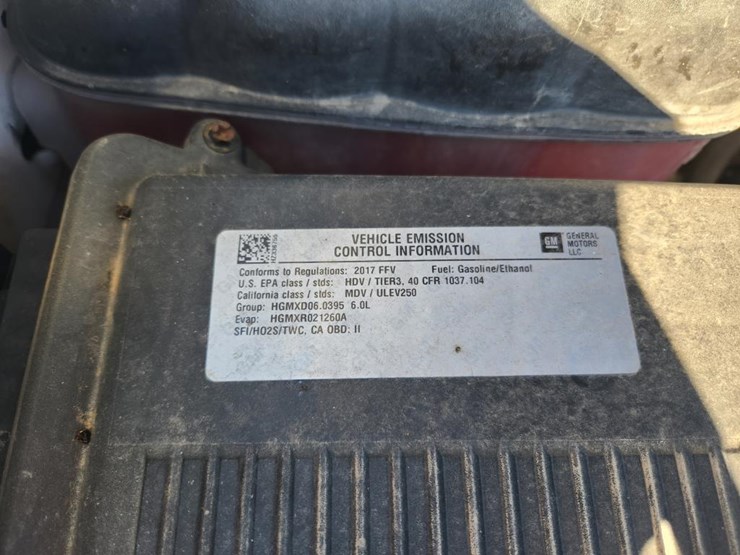 VEHICLE EMISSION
CONTROL INFORMATION
GM GENERAL
MOTORS
LLC
Conforms to Regulations: 2017 FFV Fuel: Gasoline/Ethanol
U.S. EPA class / stds: HDV / TIER3, 40 CFR 1037.104
California class / stds: MDV / ULEV250
Group: HGMXD06.0395 6.0L
Evap: HGMXR021260A
SFI/HO2S/TWC, CA OBD: II